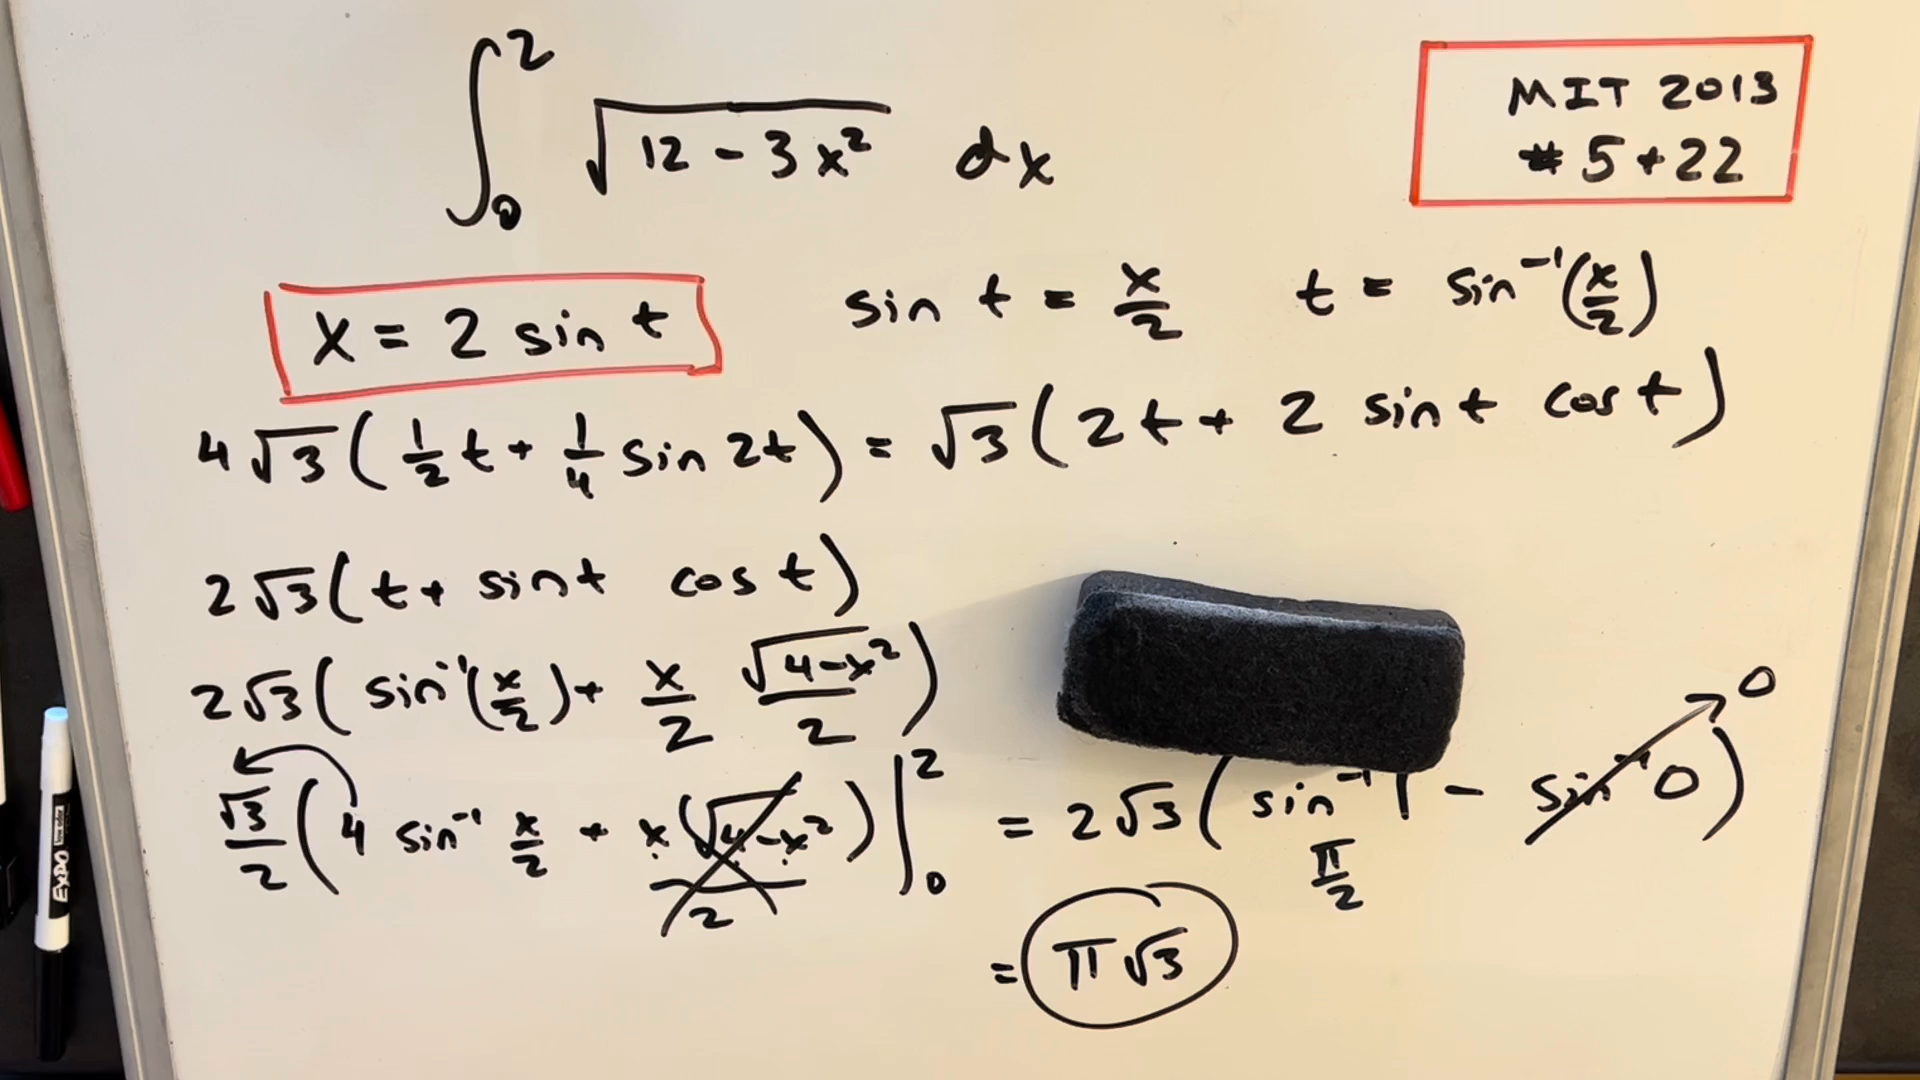 ∫₀² √(12 - 3x²) dx
MIT 2013
# 5 + 22
x = 2 sin t
sin t = x/2
t = sin⁻¹(x/2)
4√3(1/2 t + 1/4 sin 2t) = √3(2t + 2 sin t cos t)
2√3(t + sin t cos t)
2√3(sin⁻¹(x/2) + x/2 √(4-x²)/2)
√3/2 (4 sin⁻¹ x/2 + x(√(4-x²))/2)|₀² = 2√3(sin⁻¹ 1 - sin⁻¹ 0) 0
π/2
= π√3
EXPO